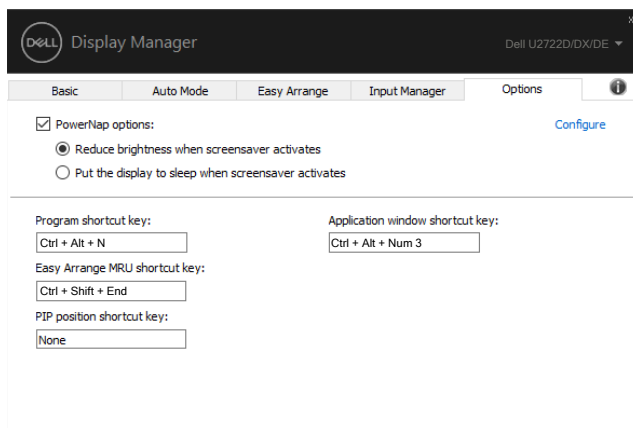 DELL Display Manager
Dell U2722D/DX/DE
Basic Auto Mode Easy Arrange Input Manager Options
PowerNap options:
Configure
Reduce brightness when screensaver activates
Put the display to sleep when screensaver activates
Program shortcut key:
Application window shortcut key:
Ctrl + Alt + N
Ctrl + Alt + Num 3
Easy Arrange MRU shortcut key:
Ctrl + Shift + End
PIP position shortcut key:
None